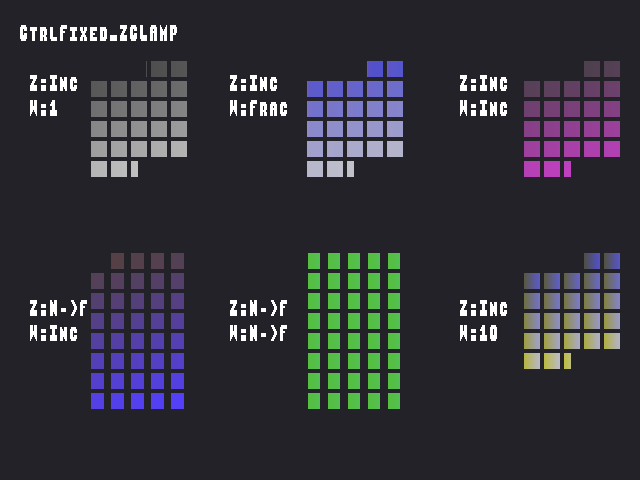 CtrlFixed_ZCLAMP
Z:Inc
W:1
Z:Inc
W:Frac
Z:Inc
W:Inc
Z:N->F
W:Inc
Z:N->F
W:N->F
Z:Inc
W:10